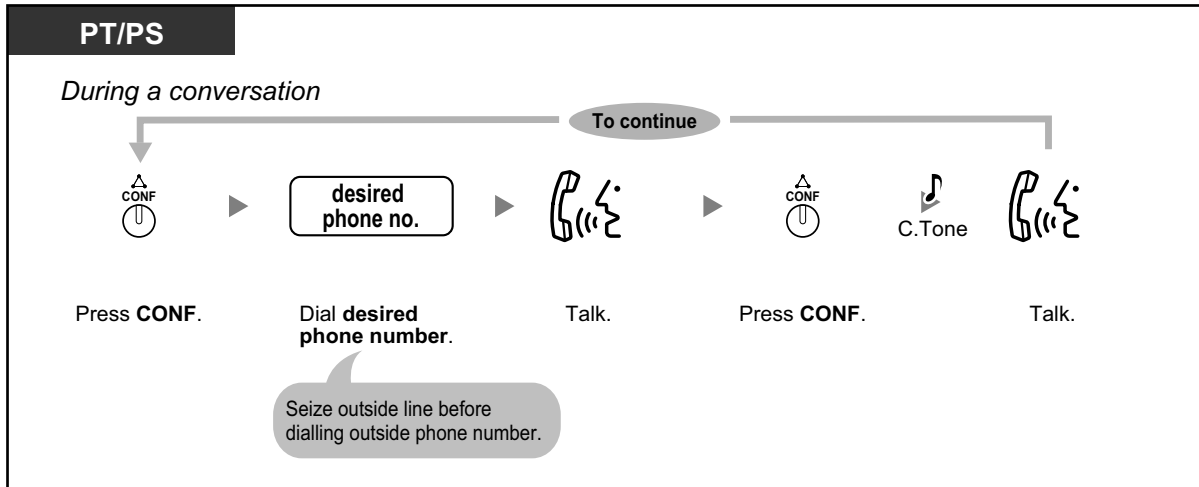 PT/PS
During a conversation
To continue
CONF
desired
phone no.
CONF
C.Tone
Press CONF.
Dial desired
phone number.
Talk.
Press CONF.
Talk.
Seize outside line before
dialling outside phone number.